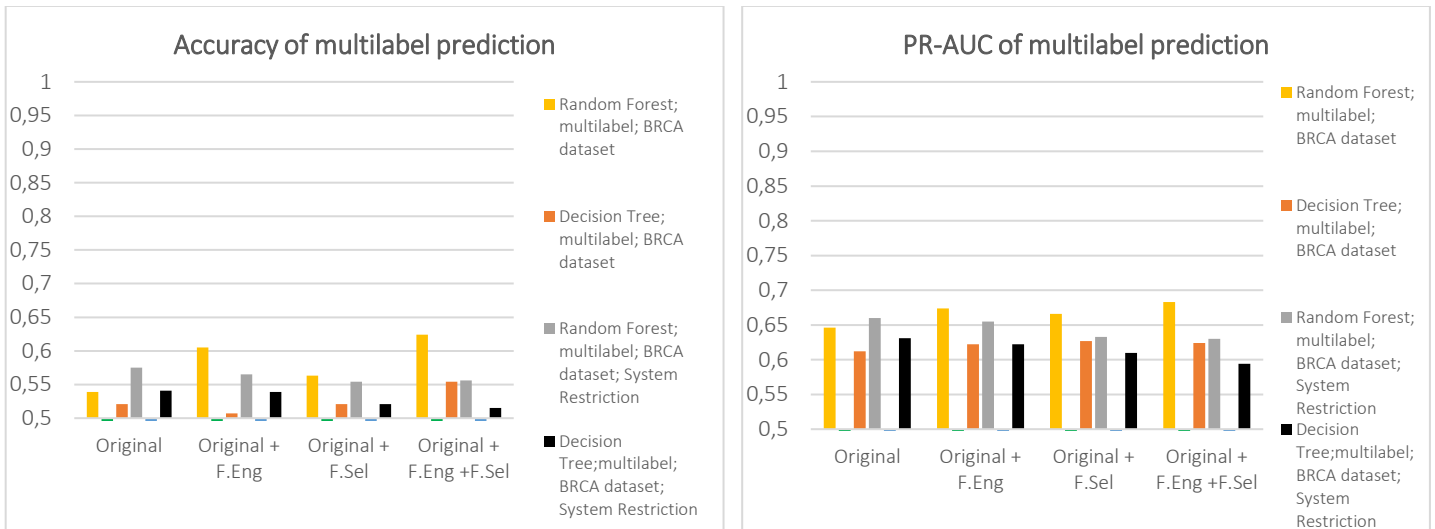 Accuracy of multilabel prediction
1
0,95
0,9
0,85
0,8
0,75
0,7
0,65
0,6
0,55
0,5
Original
Original +
F.Eng
Original +
F.Sel
Original +
F.Eng +F.Sel
Random Forest;
multilabel; BRCA
dataset
Decision Tree;
multilabel; BRCA
dataset
Random Forest;
multilabel; BRCA
dataset; System
Restriction
Decision
Tree;multilabel;
BRCA dataset;
System Restriction
PR-AUC of multilabel prediction
1
0,95
0,9
0,85
0,8
0,75
0,7
0,65
0,6
0,55
0,5
Original
Original +
F.Eng
Original +
F.Sel
Original +
F.Eng +F.Sel
Random Forest;
multilabel;
BRCA dataset
Decision Tree;
multilabel;
BRCA dataset
Random Forest;
multilabel;
BRCA dataset;
System
Restriction
Decision
Tree;multilabel;
BRCA dataset;
System
Restriction